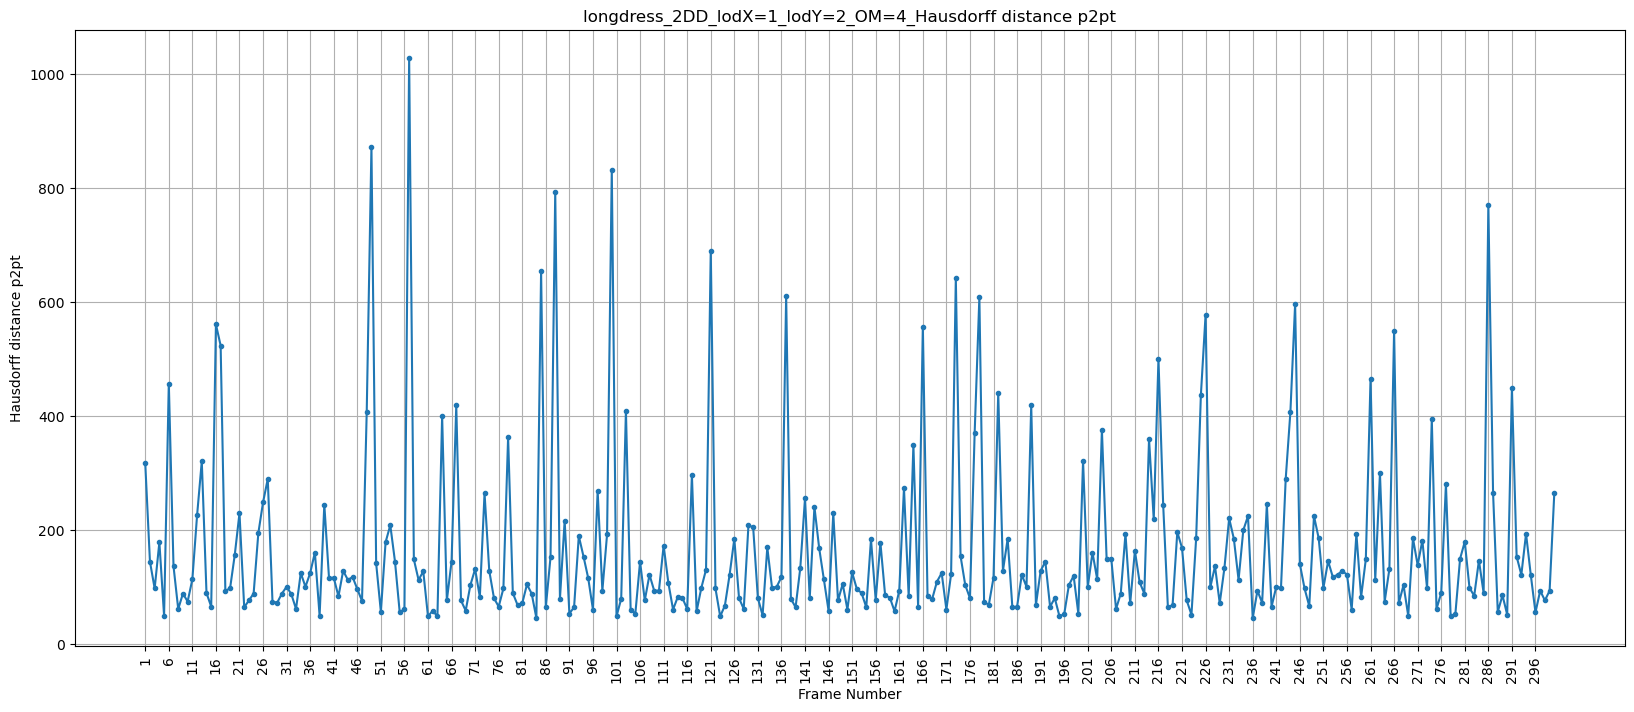 longdress_2DD_lodX=1_lodY=2_OM=4_Hausdorff distance p2pt
Hausdorff distance p2pt
1000
800
600
400
200
0
1 6 11 16 21 26 31 36 41 46 51 56 61 66 71 76 81 86 91 96 101 106 111 116 121 126 131 136 141 146 151 156 161 166 171 176 181 186 191 196 201 206 211 216 221 226 231 236 241 246 251 256 261 266 271 276 281 286 291 296
Frame Number